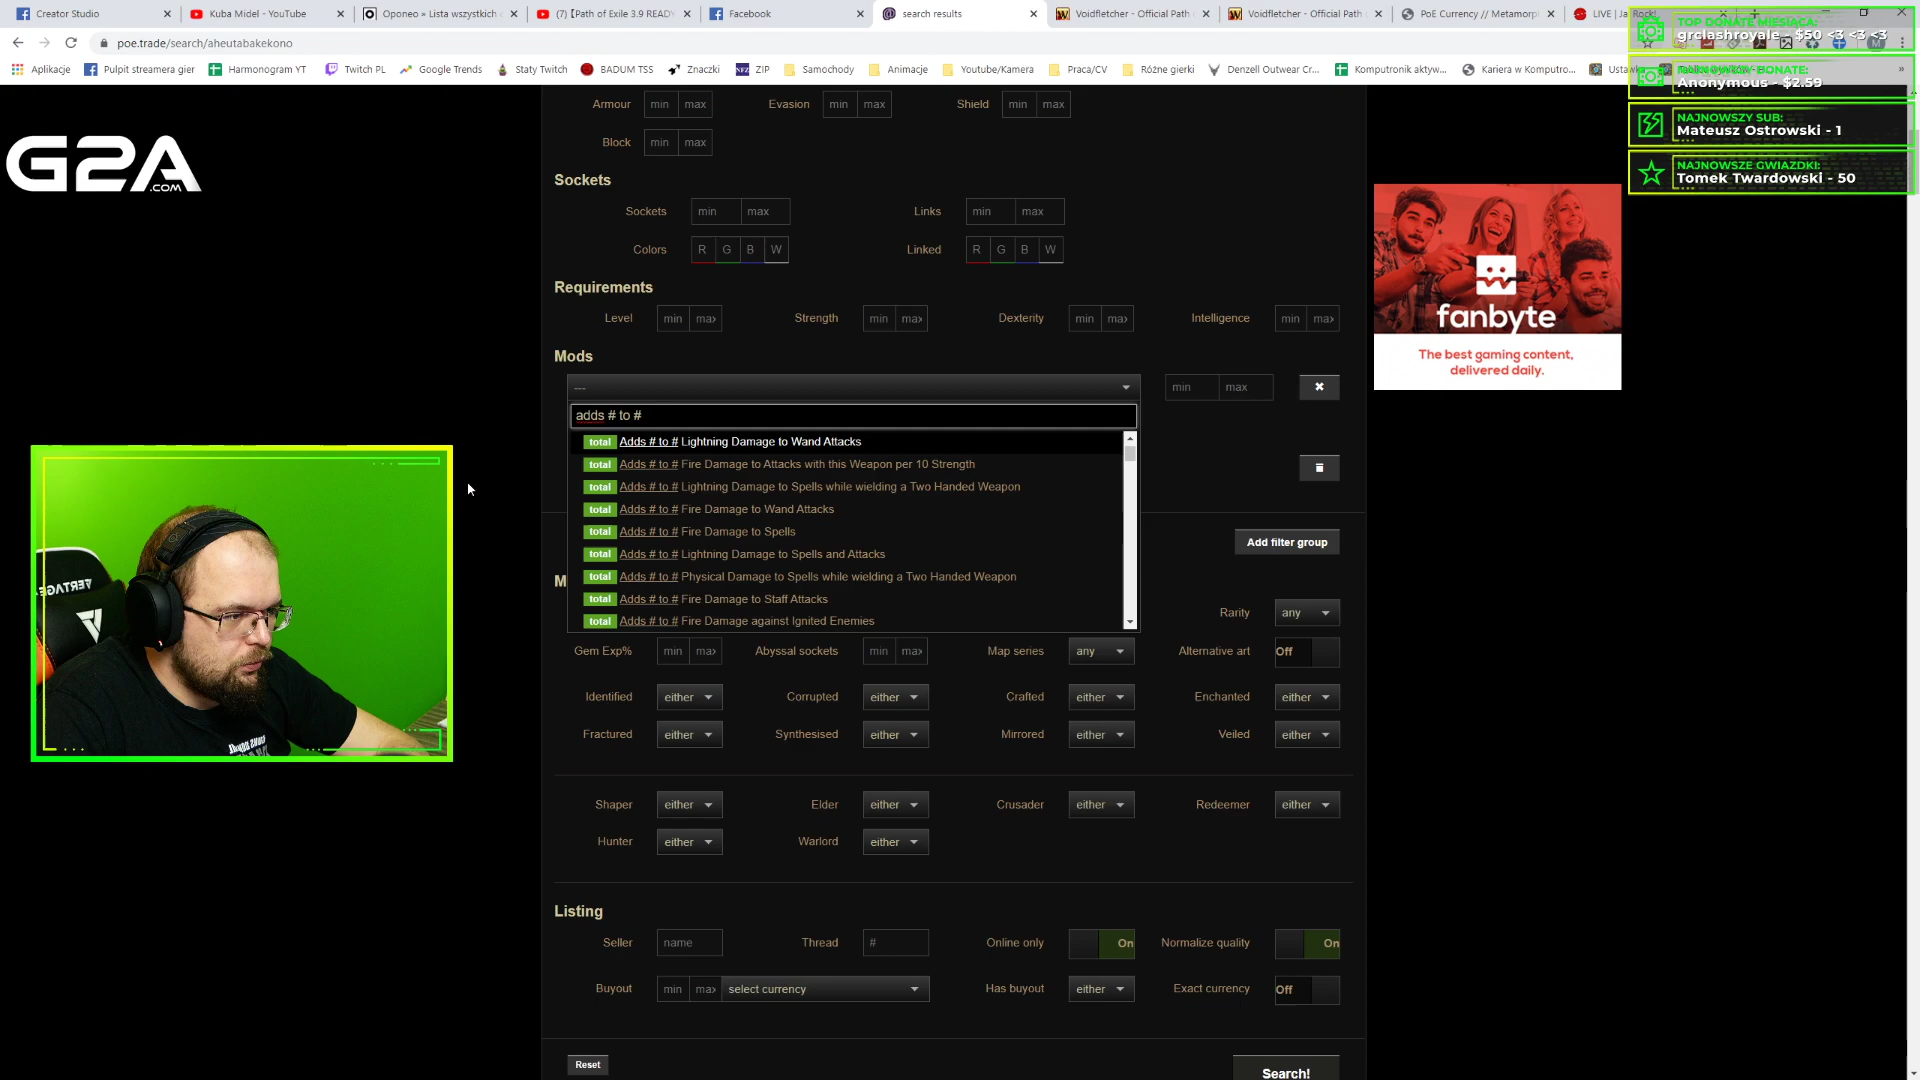 Creator Studio
Kuba Midel - YouTube
Oponeo » Lista wszystkich
(7) [Path of Exile 3.9 READY
Facebook
search results
Voidfletcher - Official Path
Voidfletcher - Official Path
PoE Currency // Metamorp
LIVE | Ja Rock!
poe.trade/search/aheutabakekono
Aplikacje
Pulpit streamera gier
Harmonogram YT
Twitch PL
Google Trends
Staty Twitch
BADUM TSS
Znaczki
ZIP
Samochody
Animacje
Youtube/Kamera
Praca/CV
Różne gierki
Denzell Outwear Cr...
Komputronik aktyw...
Kariera w Komputro...
TOP DONATE MIESIĄCA:
grclashroyale - $50 <3 <3 <3
DONATE:
Anonymous - $2.59
NAJNOWSZY SUB:
Mateusz Ostrowski - 1
NAJNOWSZE GWIAZDKI:
Tomek Twardowski - 50
G2A
.COM
Armour min max Evasion min max Shield min max
Block min max
Sockets
Sockets min max Links min max
Colors R G B W Linked R G B W
Requirements
Level min max Strength min max Dexterity min max Intelligence min max
Mods
--- min max
adds # to #
total Adds # to # Lightning Damage to Wand Attacks
total Adds # to # Fire Damage to Attacks with this Weapon per 10 Strength
total Adds # to # Lightning Damage to Spells while wielding a Two Handed Weapon
total Adds # to # Fire Damage to Wand Attacks
total Adds # to # Fire Damage to Spells
total Adds # to # Lightning Damage to Spells and Attacks
total Adds # to # Physical Damage to Spells while wielding a Two Handed Weapon
total Adds # to # Fire Damage to Staff Attacks
total Adds # to # Fire Damage against Ignited Enemies
Add filter group
M
Rarity any
Gem Exp% min max Abyssal sockets min max Map series any Alternative art Off
Identified either Corrupted either Crafted either Enchanted either
Fractured either Synthesised either Mirrored either Veiled either
Shaper either Elder either Crusader either Redeemer either
Hunter either Warlord either
Listing
Seller name Thread # Online only On Normalize quality On
Buyout min max select currency Has buyout either Exact currency Off
Reset
Search!
fanbyte
The best gaming content,
delivered daily.
VERTAGE